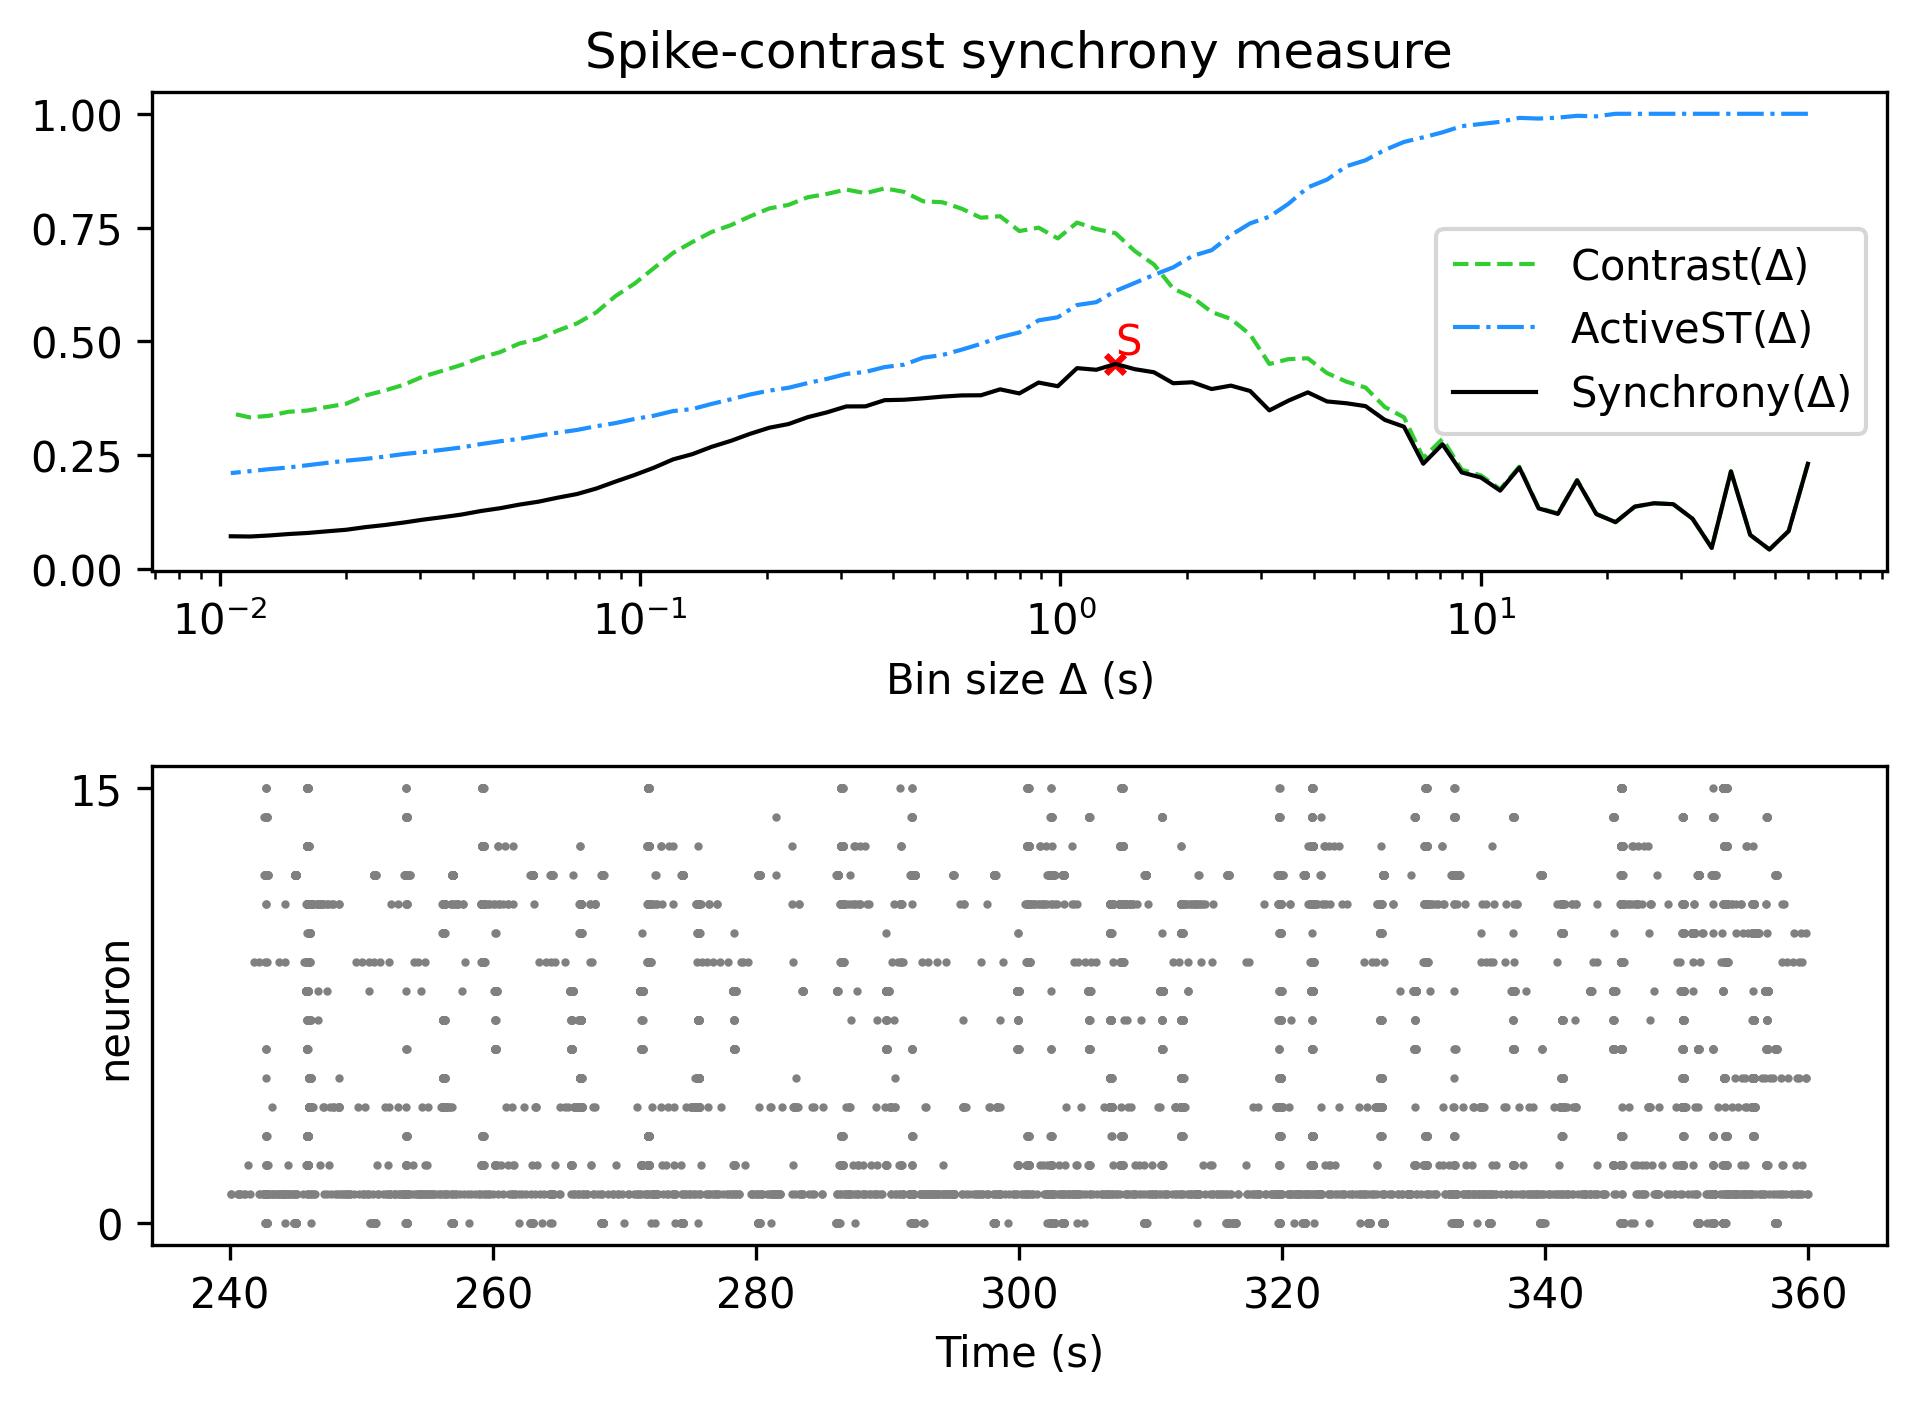 Spike-contrast synchrony measure
1.00
0.75
0.50
0.25
0.00
S
Contrast(Δ)
ActiveST(Δ)
Synchrony(Δ)
10⁻² 10⁻¹ 10⁰ 10¹
Bin size Δ (s)
15
neuron
0
240 260 280 300 320 340 360
Time (s)